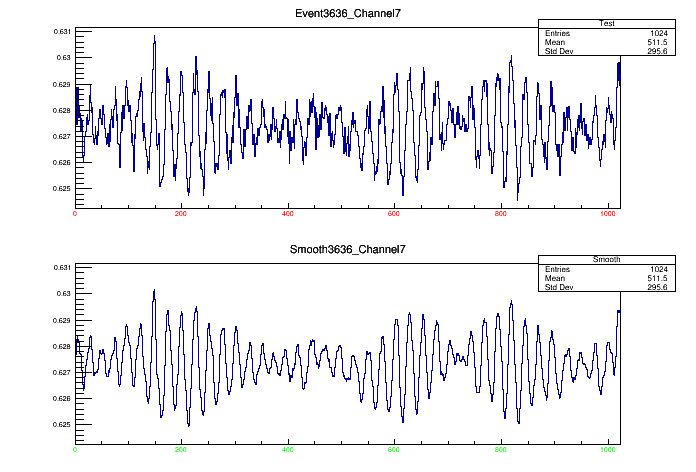 Event3636_Channel7
Test
Entries 1024
Mean 511.5
Std Dev 295.6
0.631
0.63
0.629
0.628
0.627
0.626
0.625
0 200 400 600 800 1000
Smooth3636_Channel7
Smooth
Entries 1024
Mean 511.5
Std Dev 295.6
0.631
0.63
0.629
0.628
0.627
0.626
0.625
0 200 400 600 800 1000